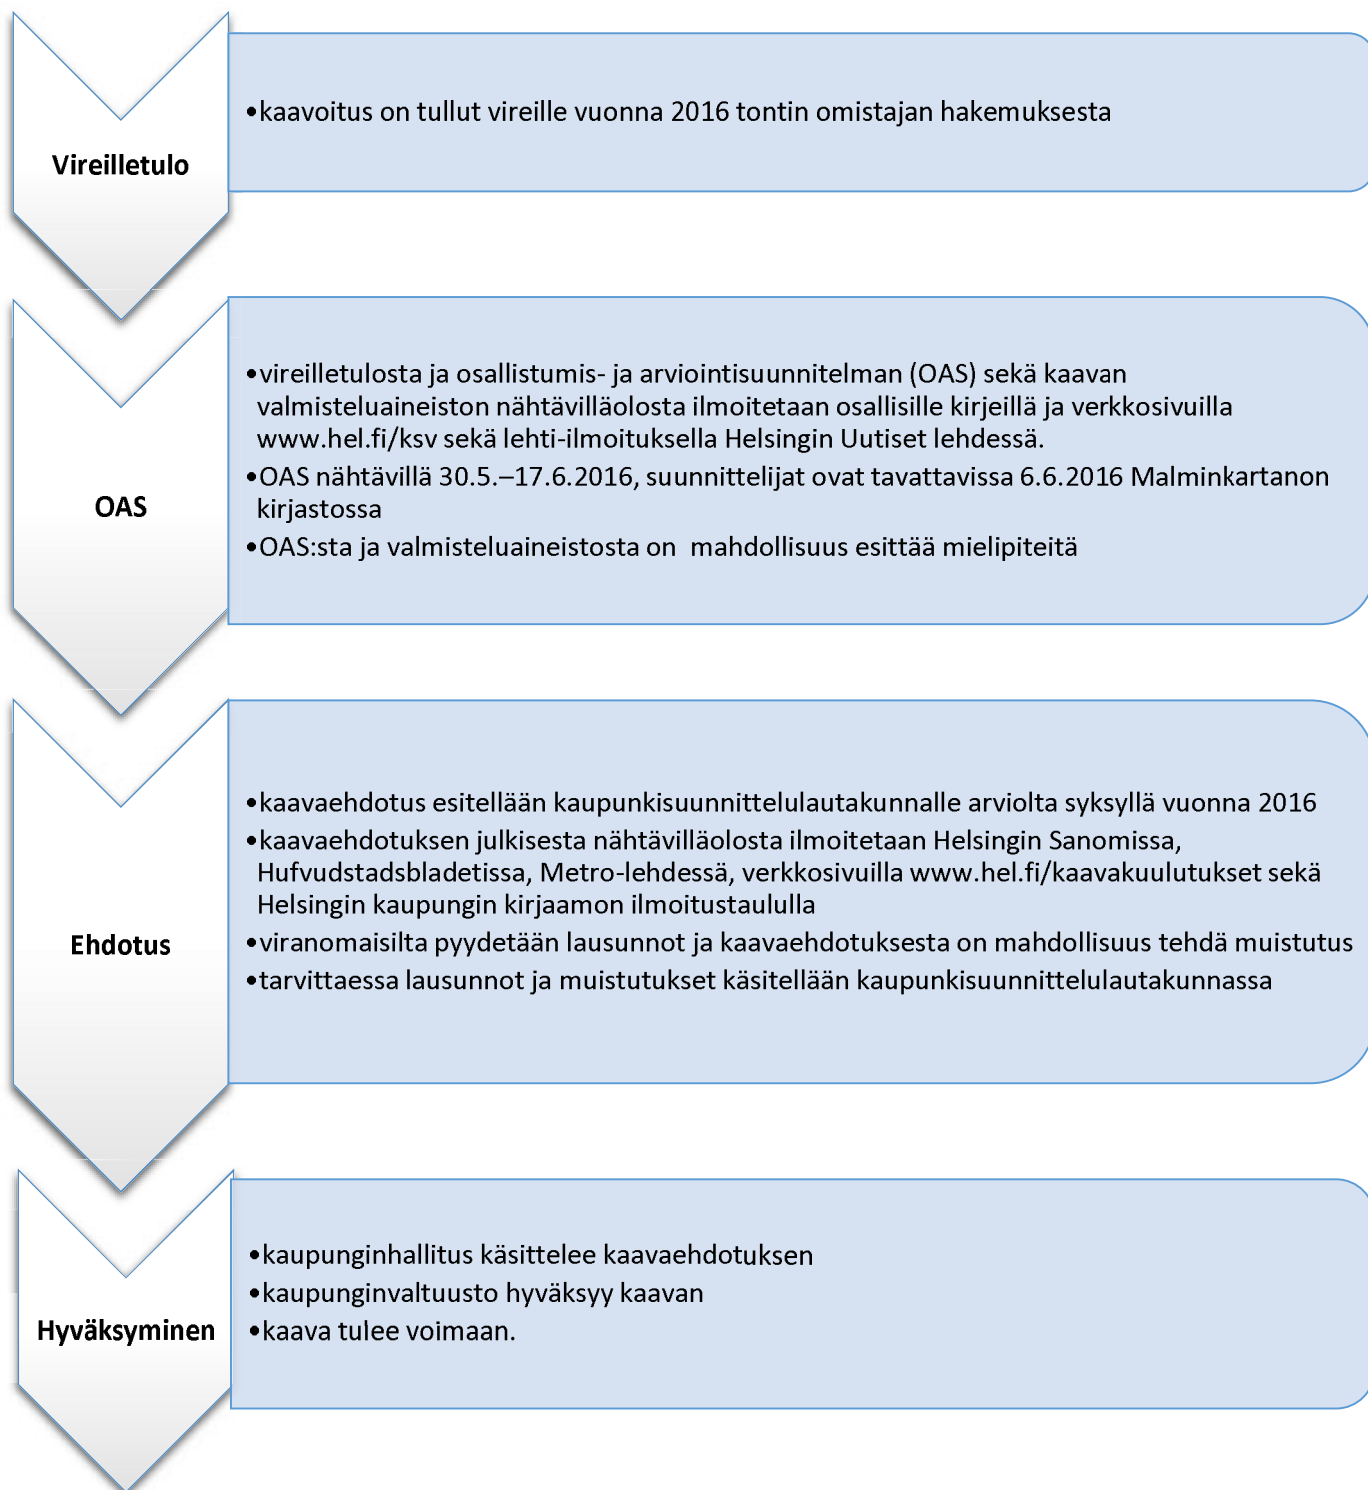 Vireilletulo
•kaavoitus on tullut vireille vuonna 2016 tontin omistajan hakemuksesta
OAS
•vireilletulosta ja osallistumis- ja arviointisuunnitelman (OAS) sekä kaavan
valmisteluaineiston nähtävilläolosta ilmoitetaan osallisille kirjeillä ja verkkosivuilla
www.hel.fi/ksv sekä lehti-ilmoituksella Helsingin Uutiset lehdessä.
•OAS nähtävillä 30.5.–17.6.2016, suunnittelijat ovat tavattavissa 6.6.2016 Malminkartanon
kirjastossa
•OAS:sta ja valmisteluaineistosta on mahdollisuus esittää mielipiteitä
Ehdotus
•kaavaehdotus esitellään kaupunkisuunnittelulautakunnalle arviolta syksyllä vuonna 2016
•kaavaehdotuksen julkisesta nähtävilläolosta ilmoitetaan Helsingin Sanomissa,
Hufvudstadsbladetissa, Metro-lehdessä, verkkosivuilla www.hel.fi/kaavakuulutukset sekä
Helsingin kaupungin kirjaamon ilmoitustaululla
•viranomaisilta pyydetään lausunnot ja kaavaehdotuksesta on mahdollisuus tehdä muistutus
•tarvittaessa lausunnot ja muistutukset käsitellään kaupunkisuunnittelulautakunnassa
Hyväksyminen
•kaupunginhallitus käsittelee kaavaehdotuksen
•kaupunginvaltuusto hyväksyy kaavan
•kaava tulee voimaan.